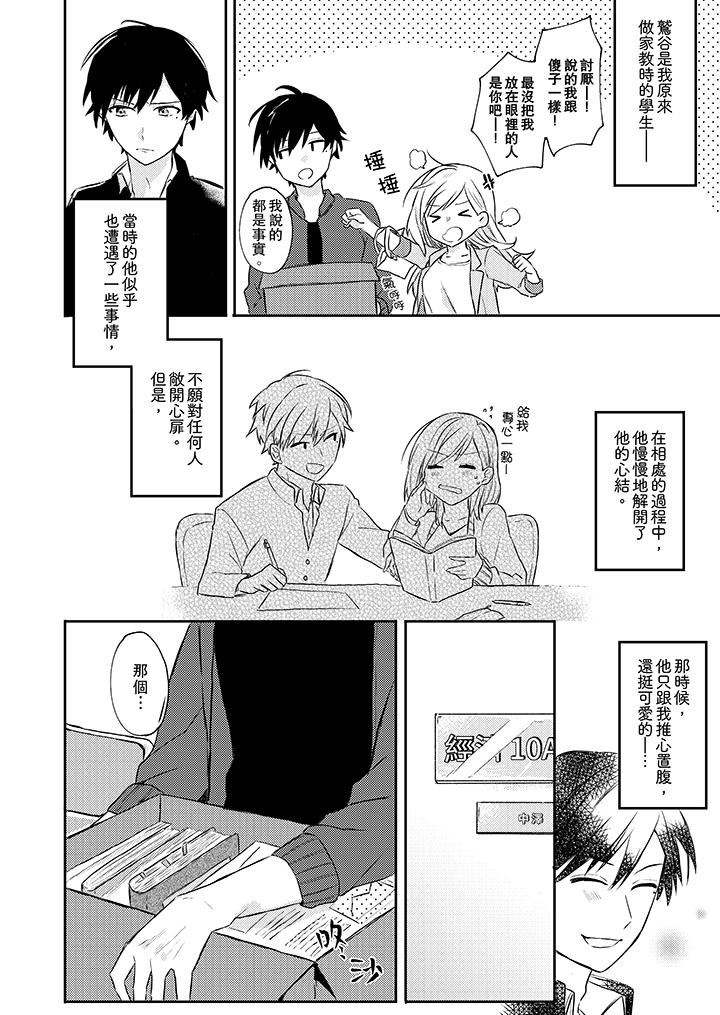 鷲谷是我原來
做家教時的學生——
討厭——!
說的我跟
傻子一樣!
最沒把我
放在眼裡的人
是你吧——!
捶
捶
我說的
都是事實。
氣呼呼
當時的他似乎
也遭遇了一些事情,
不願對任何人
敞開心扉。
但是,
在相處的過程中,
他慢慢地解開了
他的心結。
給我
專心一點—
那時候,
他只跟我推心置腹,
還挺可愛的——…
經濟 10A
中澤
那個…
咚
沙